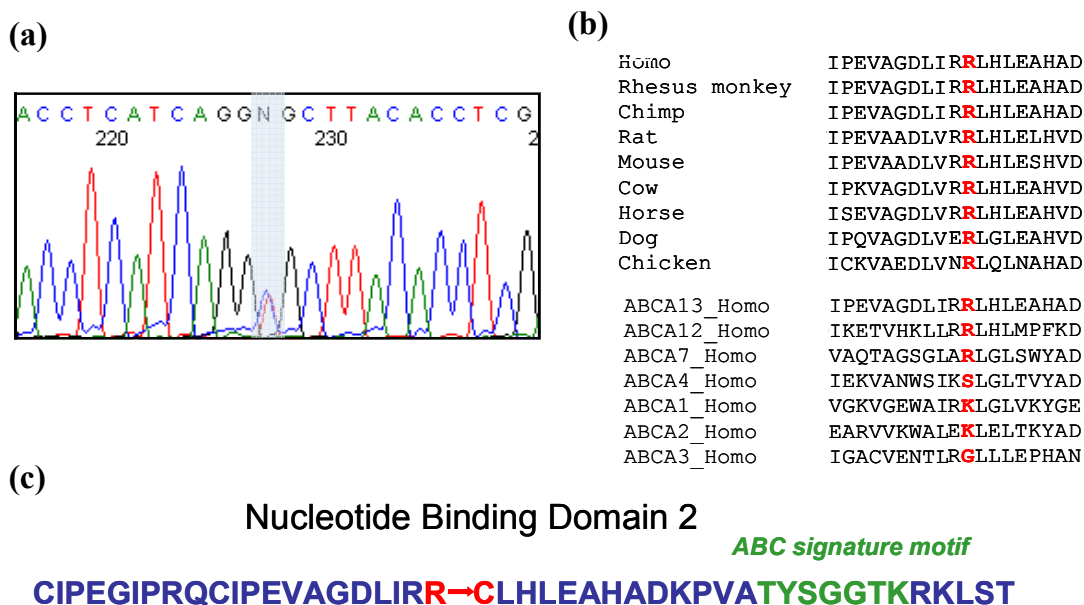 (a)
A C C T C A T C A G G N G C T T A C A C C T C G
220 230 2
(b)
Homo IPEVAGDLIRRLHLEAHAD
Rhesus monkey IPEVAGDLIRRLHLEAHAD
Chimp IPEVAGDLIRRLHLEAHAD
Rat IPEVAADLVRRLHLELHVD
Mouse IPEVAADLVRRLHLESHVD
Cow IPKVAGDLVRRLHLEAHVD
Horse ISEVAGDLVRRLHLEAHVD
Dog IPQVAGDLVERLGLEAHVD
Chicken ICKVAEDLVNRLQLNAHAD
ABCA13_Homo IPEVAGDLIRRLHLEAHAD
ABCA12_Homo IKETVHKLLRRLHLMPFKD
ABCA7_Homo VAQTAGSGLARLGLSWYAD
ABCA4_Homo IEKVANWSIKSLGLTVYAD
ABCA1_Homo VGKVGEWAIRKLGLVKYGE
ABCA2_Homo EARVVKWALEKLELTKYAD
ABCA3_Homo IGACVENTLRGLLLEPHAN
(c)
Nucleotide Binding Domain 2
ABC signature motif
CIPEGIPRQCIPEVAGDLIRR→CLHLEAHADKPVATYSGGTKRKLST